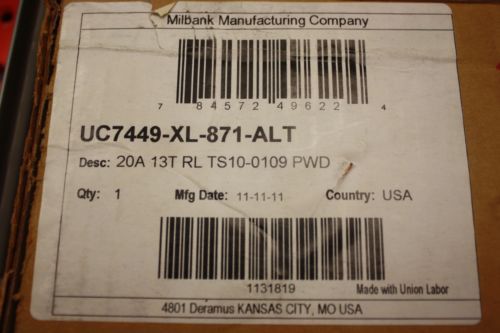 Milbank Manufacturing Company
7 84572 49622 4
UC7449-XL-871-ALT
Desc: 20A 13T RL TS10-0109 PWD
Qty: 1 Mfg Date: 11-11-11 Country: USA
1131819
Made with Union Labor
4801 Deramus KANSAS CITY, MO USA